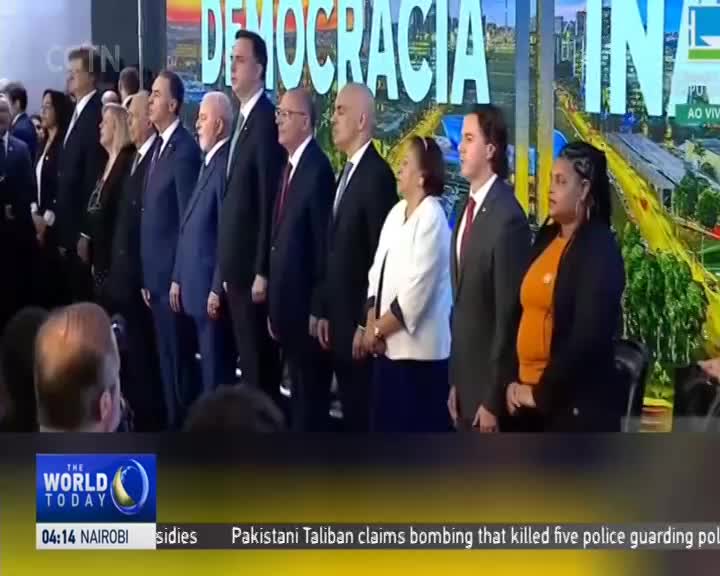 CGTN
DEMOCRACIA
INA
AO VIV
THE
WORLD
TODAY
04:14 NAIROBI
sidies Pakistani Taliban claims bombing that killed five police guarding pol